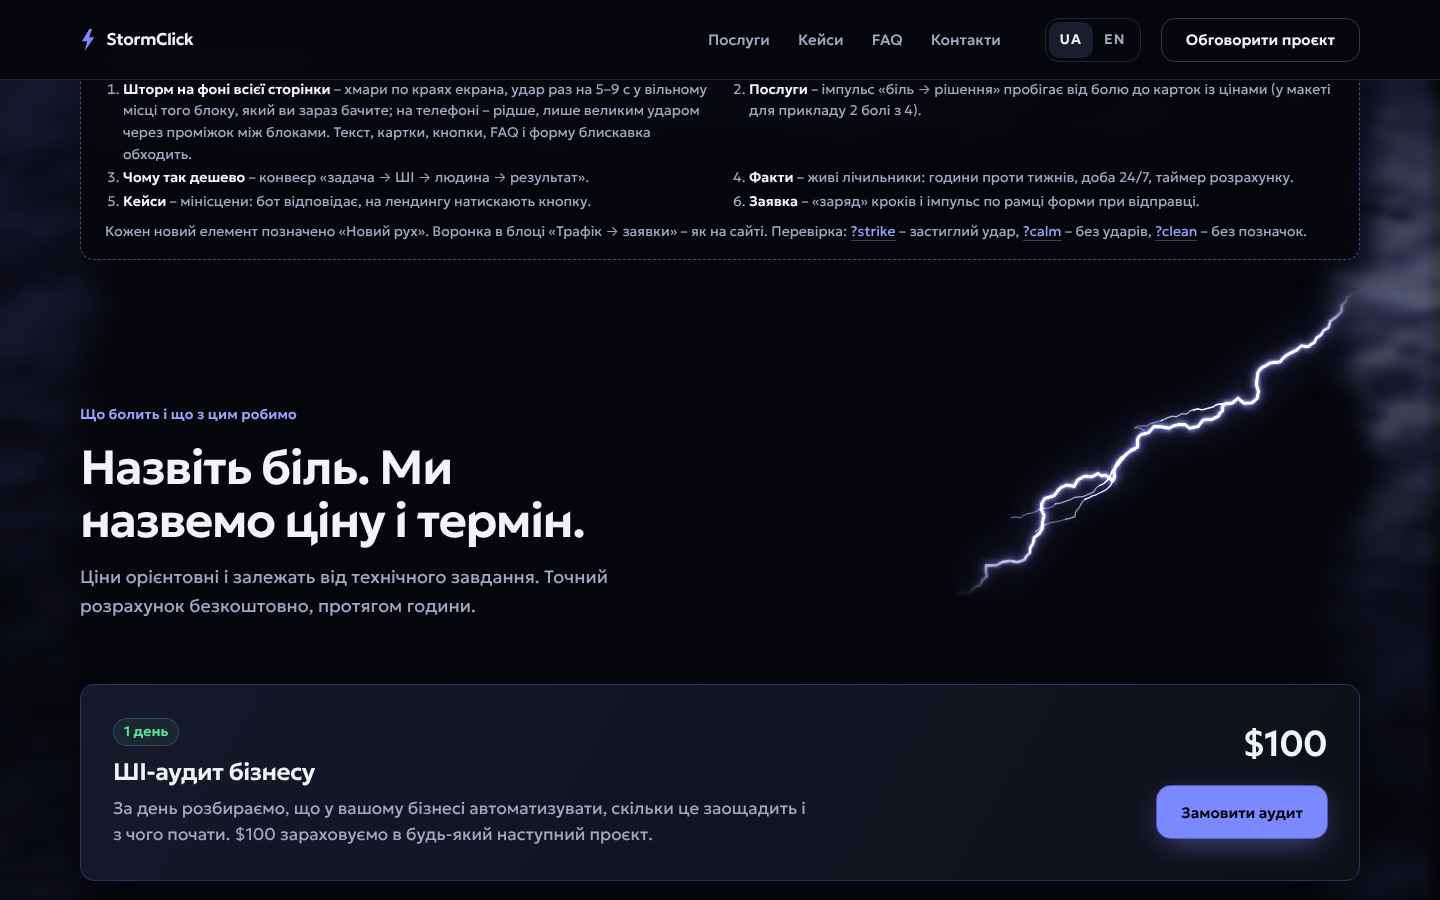 StormClick
Послуги Кейси FAQ Контакти UA EN Обговорити проєкт
1. Шторм на фоні всієї сторінки – хмари по краях екрана, удар раз на 5–9 с у вільному
місці того блоку, який ви зараз бачите; на телефоні – рідше, лише великим ударом
через проміжок між блоками. Текст, картки, кнопки, FAQ і форму блискавка
обходить.
2. Послуги – імпульс «біль → рішення» пробігає від болю до карток із цінами (у макеті
для прикладу 2 болі з 4).
3. Чому так дешево – конвеєр «задача → ШІ → людина → результат».
4. Факти – живі лічильники: години проти тижнів, доба 24/7, таймер розрахунку.
5. Кейси – мінісцени: бот відповідає, на лендингу натискають кнопку.
6. Заявка – «заряд» кроків і імпульс по рамці форми при відправці.
Кожен новий елемент позначено «Новий рух». Воронка в блоці «Трафік → заявки» – як на сайті. Перевірка: ?strike – застиглий удар, ?calm – без ударів, ?clean – без позначок.
Що болить і що з цим робимо
Назвіть біль. Ми
назвемо ціну і термін.
Ціни орієнтовні і залежать від технічного завдання. Точний
розрахунок безкоштовно, протягом години.
1 день
ШІ-аудит бізнесу
За день розбираємо, що у вашому бізнесі автоматизувати, скільки це заощадить і
з чого почати. $100 зараховуємо в будь-який наступний проєкт.
$100
Замовити аудит